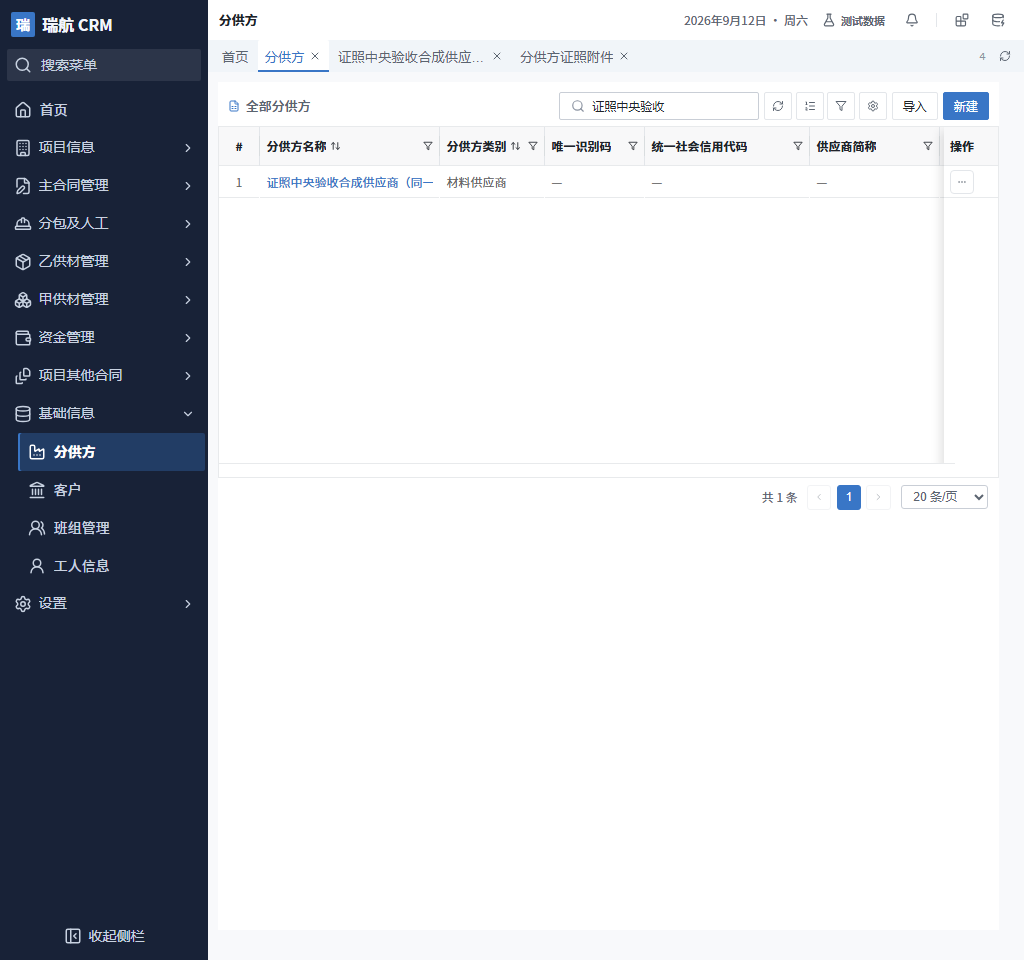 瑞 瑞航 CRM
搜索菜单
首页
项目信息
主合同管理
分包及人工
乙供材管理
甲供材管理
资金管理
项目其他合同
基础信息
分供方
客户
班组管理
工人信息
设置
收起侧栏
分供方
2026年9月12日 · 周六 测试数据
首页 分供方 证照中央验收合成供应... 分供方证照附件 4
全部分供方 证照中央验收 导入 新建
# 分供方名称 分供方类别 唯一识别码 统一社会信用代码 供应商简称 操作
1 证照中央验收合成供应商（同一 材料供应商 — — — ...
共 1 条 1 20 条/页